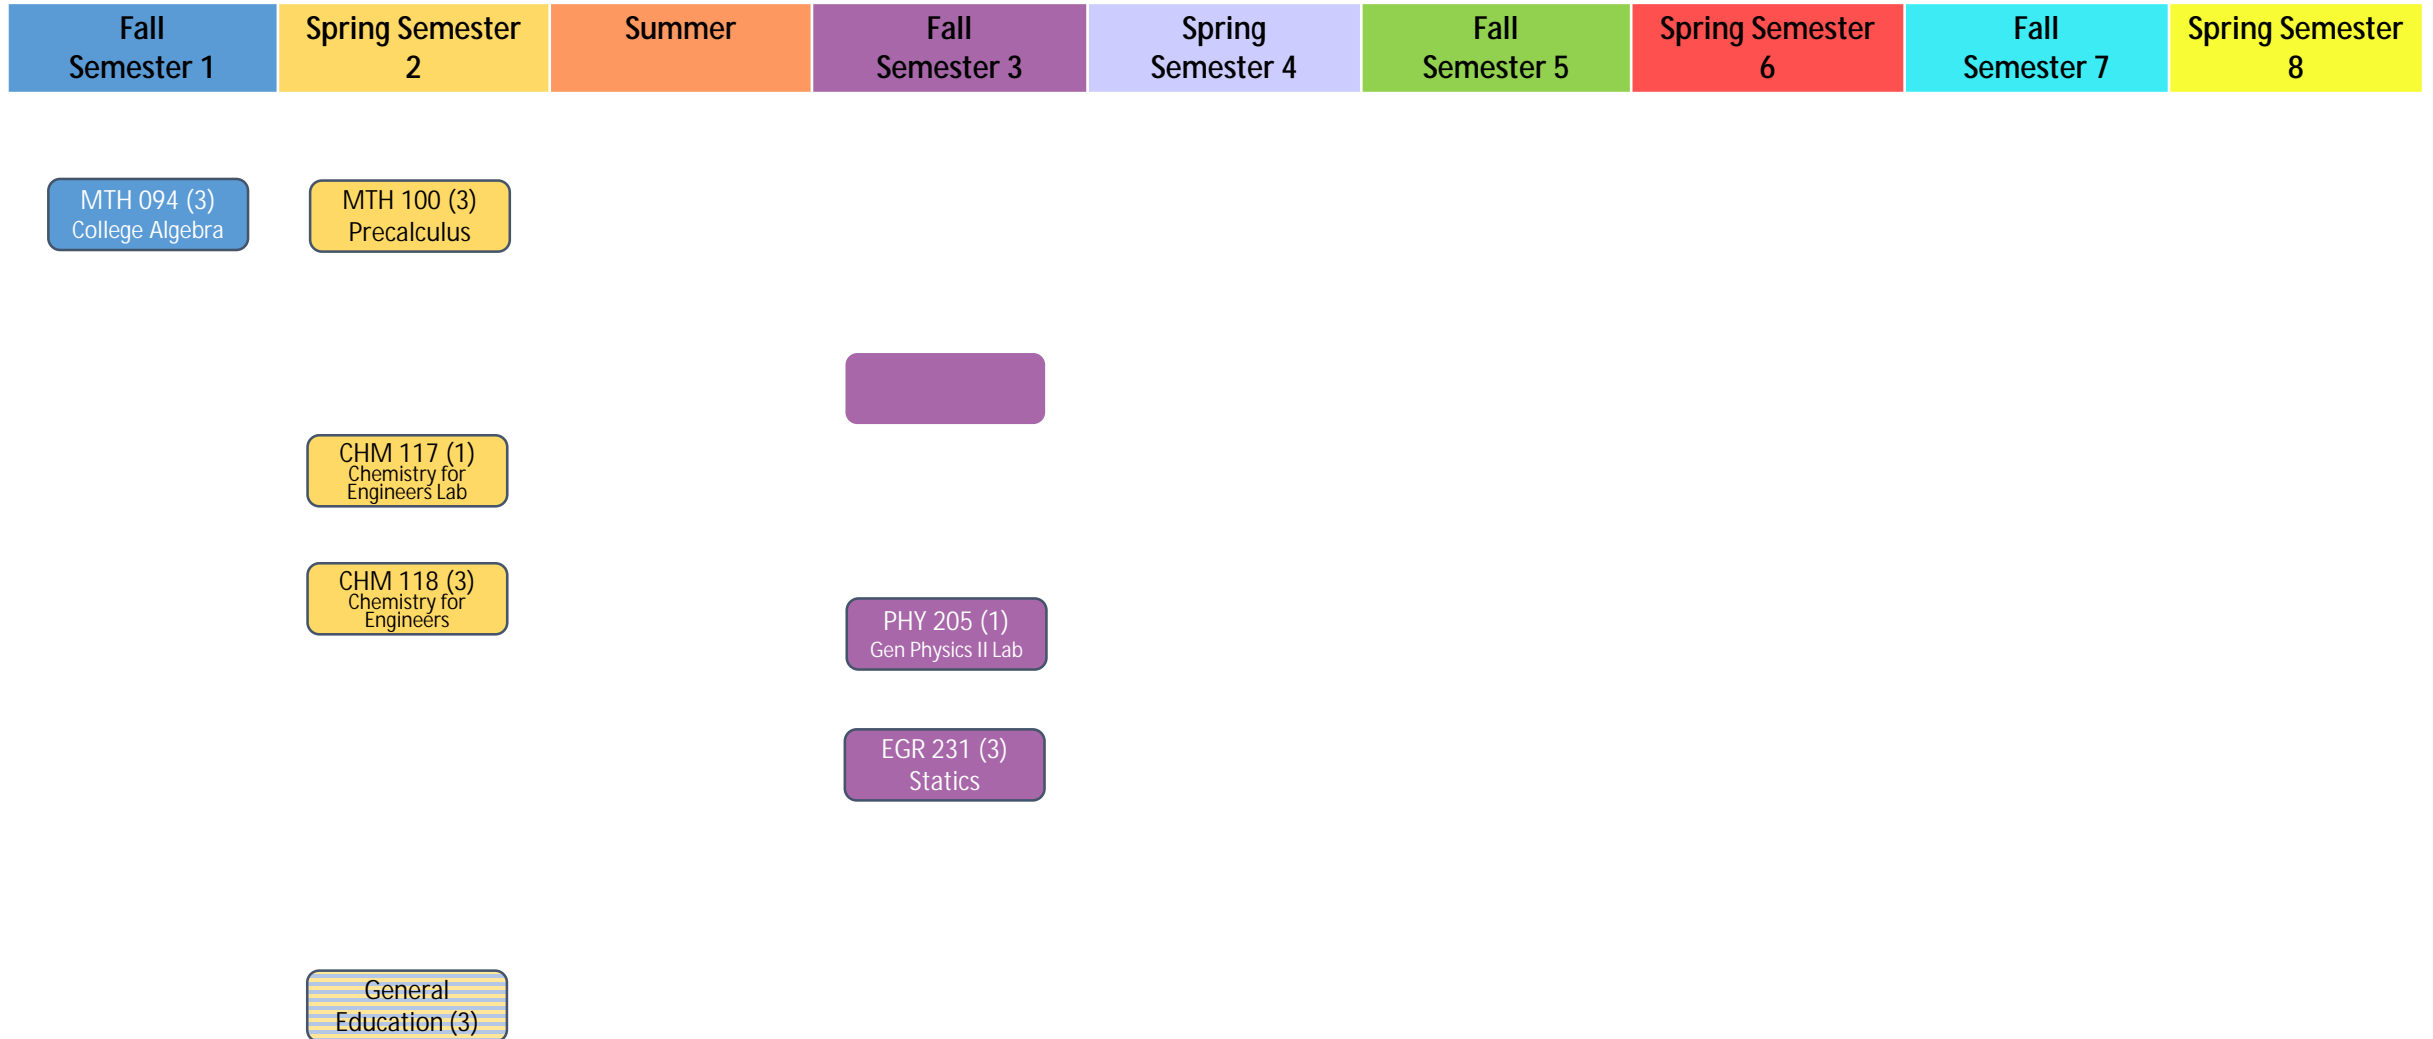 Fall
Semester 1
Spring Semester
2
Summer
Fall
Semester 3
Spring
Semester 4
Fall
Semester 5
Spring Semester
6
Fall
Semester 7
Spring Semester
8
MTH 094 (3)
College Algebra
MTH 100 (3)
Precalculus
CHM 117 (1)
Chemistry for
Engineers Lab
CHM 118 (3)
Chemistry for
Engineers
PHY 205 (1)
Gen Physics II Lab
EGR 231 (3)
Statics
General
Education (3)